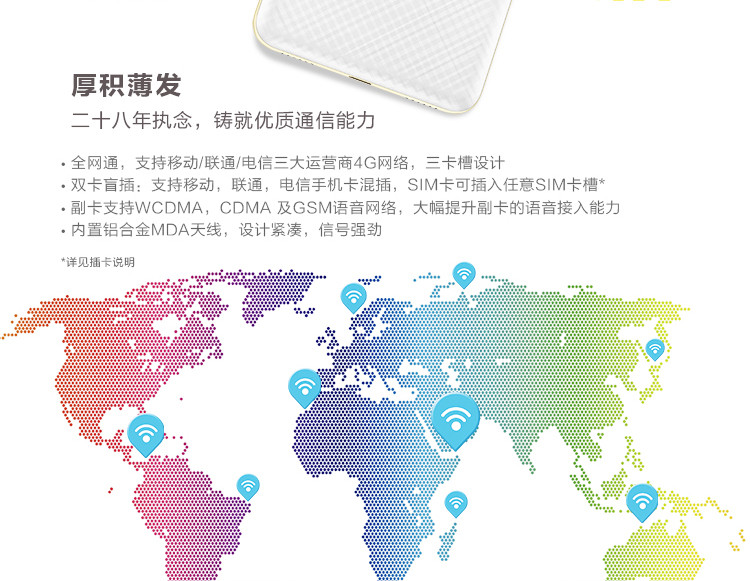 厚积薄发
二十八年执念，铸就优质通信能力
• 全网通，支持移动/联通/电信三大运营商4G网络，三卡槽设计
• 双卡盲插：支持移动，联通，电信手机卡混插，SIM卡可插入任意SIM卡槽*
• 副卡支持WCDMA，CDMA 及GSM语音网络，大幅提升副卡的语音接入能力
• 内置铝合金MDA天线，设计紧凑，信号强劲
*详见插卡说明